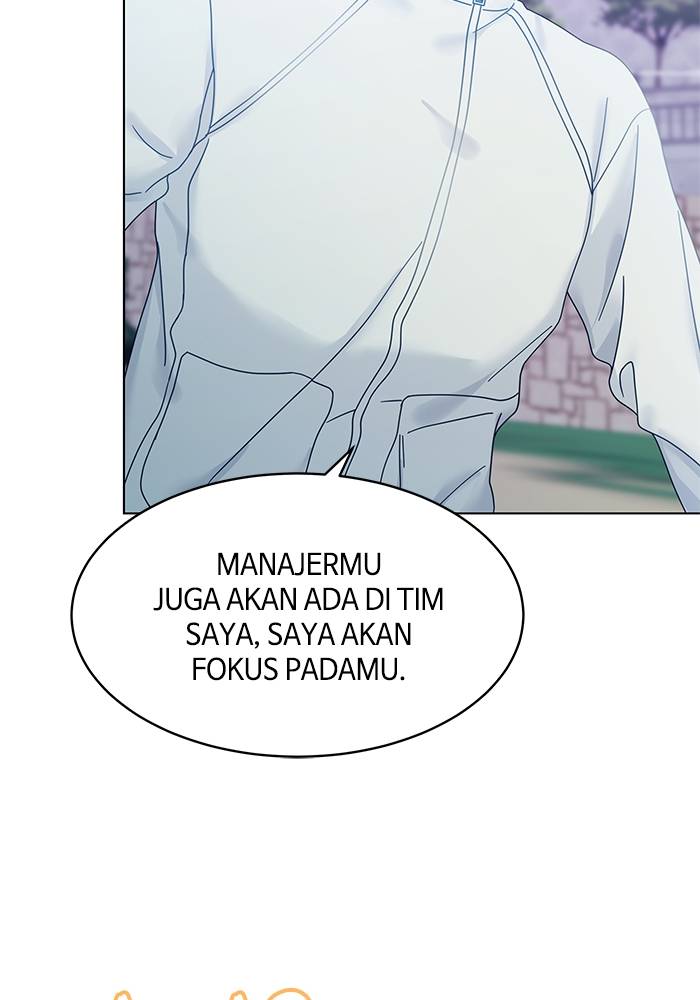 MANAJERMU
JUGA AKAN ADA DI TIM
SAYA, SAYA AKAN
FOKUS PADAMU.